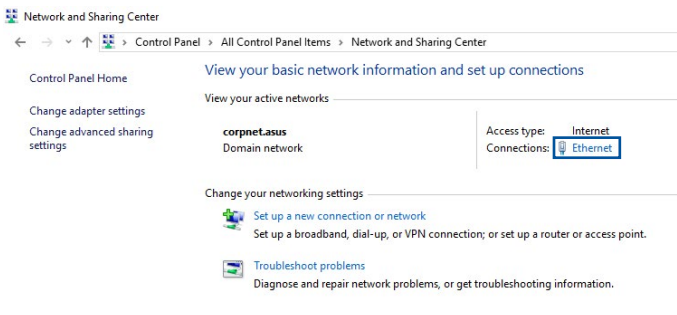 Network and Sharing Center
Control Panel > All Control Panel Items > Network and Sharing Center
Control Panel Home
Change adapter settings
Change advanced sharing
settings
View your basic network information and set up connections
View your active networks
corpnet.asus
Domain network
Access type: Internet
Connections: Ethernet
Change your networking settings
Set up a new connection or network
Set up a broadband, dial-up, or VPN connection; or set up a router or access point.
Troubleshoot problems
Diagnose and repair network problems, or get troubleshooting information.